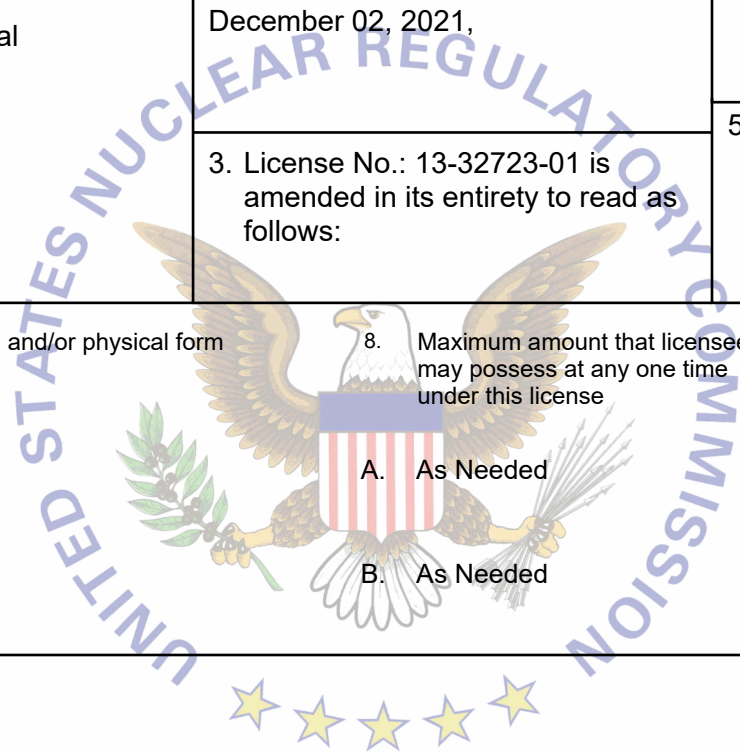 al
December 02, 2021,
5
3. License No.: 13-32723-01 is
amended in its entirety to read as
follows:
and/or physical form
8. Maximum amount that licensee
may possess at any one time
under this license
A. As Needed
B. As Needed
UNITED STATES NUCLEAR REGULATORY COMMISSION